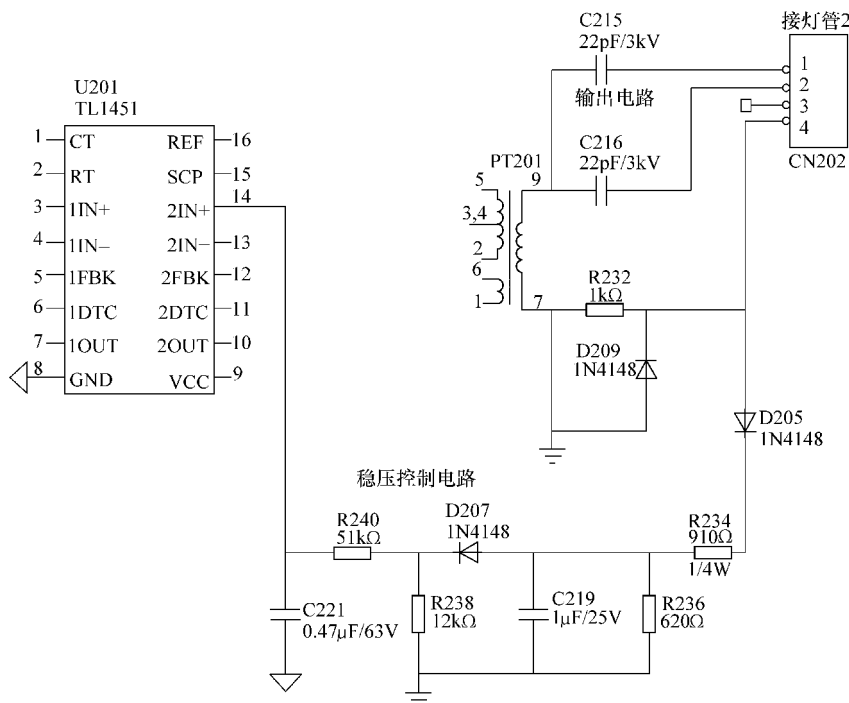 C215
22pF/3kV
接灯管2
1
2
3
4
CN202
输出电路
C216
22pF/3kV
U201
TL1451
1 CT REF 16
2 RT SCP 15
3 1IN+ 2IN+ 14
4 1IN− 2IN− 13
5 1FBK 2FBK 12
6 1DTC 2DTC 11
7 1OUT 2OUT 10
8 GND VCC 9
PT201
5
3,4
2
6
1
9
7
R232
1kΩ
D209
1N4148
D205
1N4148
稳压控制电路
R240
51kΩ
D207
1N4148
R234
910Ω
1/4W
C221
0.47μF/63V
R238
12kΩ
C219
1μF/25V
R236
620Ω